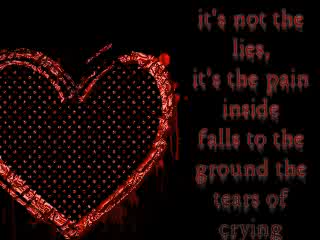 it's not the
lies,
it's the pain
inside
falls to the
ground the
tears of
crying